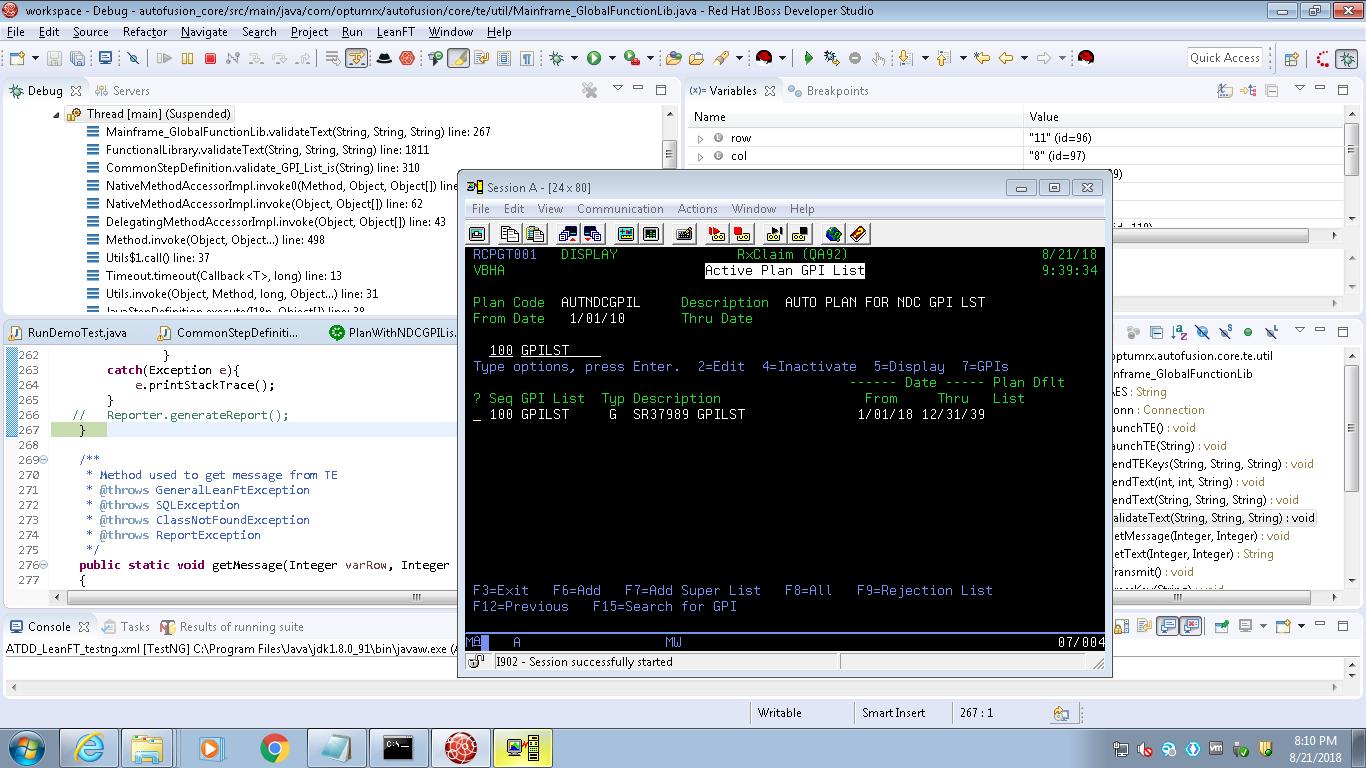 workspace - Debug - autofusion_core/src/main/java/com/optumrx/autofusion/core/te/util/Mainframe_GlobalFunctionLib.java - Red Hat JBoss Developer Studio
File Edit Source Refactor Navigate Search Project Run LeanFT Window Help
Quick Access
Debug Servers
Thread [main] (Suspended)
Mainframe_GlobalFunctionLib.validateText(String, String, String) line: 267
FunctionalLibrary.validateText(String, String, String) line: 1811
CommonStepDefinition.validate_GPI_List_is(String) line: 310
NativeMethodAccessorImpl.invoke0(Method, Object, Object[]) line
NativeMethodAccessorImpl.invoke(Object, Object[]) line: 62
DelegatingMethodAccessorImpl.invoke(Object, Object[]) line: 43
Method.invoke(Object, Object...) line: 498
Utils$1.call() line: 37
Timeout.timeout(Callback<T>, long) line: 13
Utils.invoke(Object, Method, long, Object...) line: 31
JavaStepDefinition.execute(I18n, Object[]) line: 38
(x)= Variables Breakpoints
Name Value
row "11" (id=96)
col "8" (id=97)
Session A - [24 x 80]
File Edit View Communication Actions Window Help
RCPGT001 DISPLAY RxClaim (QA92) 8/21/18
VBHA Active Plan GPI List 9:39:34
Plan Code AUTNDCGPIL Description AUTO PLAN FOR NDC GPI LST
From Date 1/01/10 Thru Date
100 GPILST
Type options, press Enter. 2=Edit 4=Inactivate 5=Display 7=GPIs
------ Date ----- Plan Dflt
? Seq GPI List Typ Description From Thru List
_ 100 GPILST G SR37989 GPILST 1/01/18 12/31/39
F3=Exit F6=Add F7=Add Super List F8=All F9=Rejection List
F12=Previous F15=Search for GPI
MA A MW 07/004
I902 - Session successfully started
RunDemoTest.java CommonStepDefiniti... PlanWithNDCGPILis.
262 }
263 catch(Exception e){
264 e.printStackTrace();
265 }
266 // Reporter.generateReport();
267 }
268
269 /**
270 * Method used to get message from TE
271 * @throws GeneralLeanFtException
272 * @throws SQLException
273 * @throws ClassNotFoundException
274 * @throws ReportException
275 */
276 public static void getMessage(Integer varRow, Integer
277 {
optumrx.autofusion.core.te.util
ainframe_GlobalFunctionLib
ES : String
onn : Connection
aunchTE() : void
aunchTE(String) : void
endTEKeys(String, String, String) : void
endText(int, int, String) : void
endText(String, String, String) : void
alidateText(String, String, String) : void
etMessage(Integer, Integer) : void
etText(Integer, Integer) : String
ransmit() : void
Console Tasks Results of running suite
ATDD_LeanFT_testng.xml [TestNG] C:\Program Files\Java\jdk1.8.0_91\bin\javaw.exe (A
Writable Smart Insert 267 : 1
8:10 PM
8/21/2018